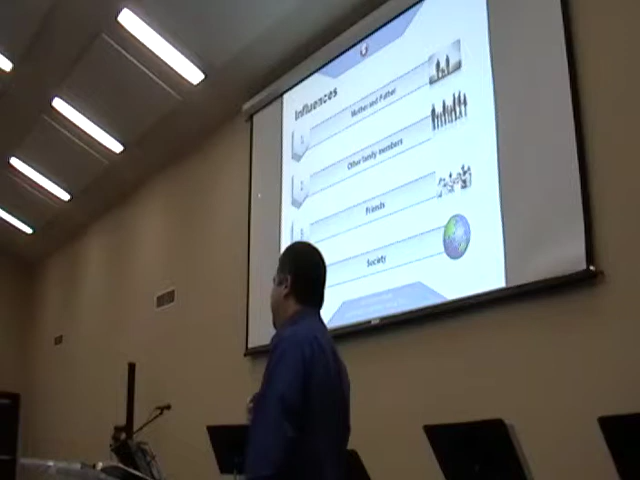 Influences
Mother and Father
Other family members
Friends
Society